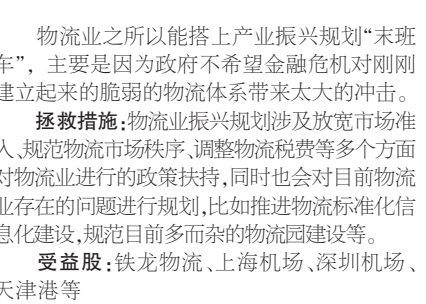 物流业之所以能搭上产业振兴规划“末班
车”，主要是因为政府不希望金融危机对刚刚
建立起来的脆弱的物流体系带来太大的冲击。
拯救措施：物流业振兴规划涉及放宽市场准
入、规范物流市场秩序、调整物流税费等多个方面
对物流业进行的政策扶持，同时也会对目前物流
业存在的问题进行规划，比如推进物流标准化信
息化建设，规范目前多而杂的物流园建设等。
受益股：铁龙物流、上海机场、深圳机场、
天津港等